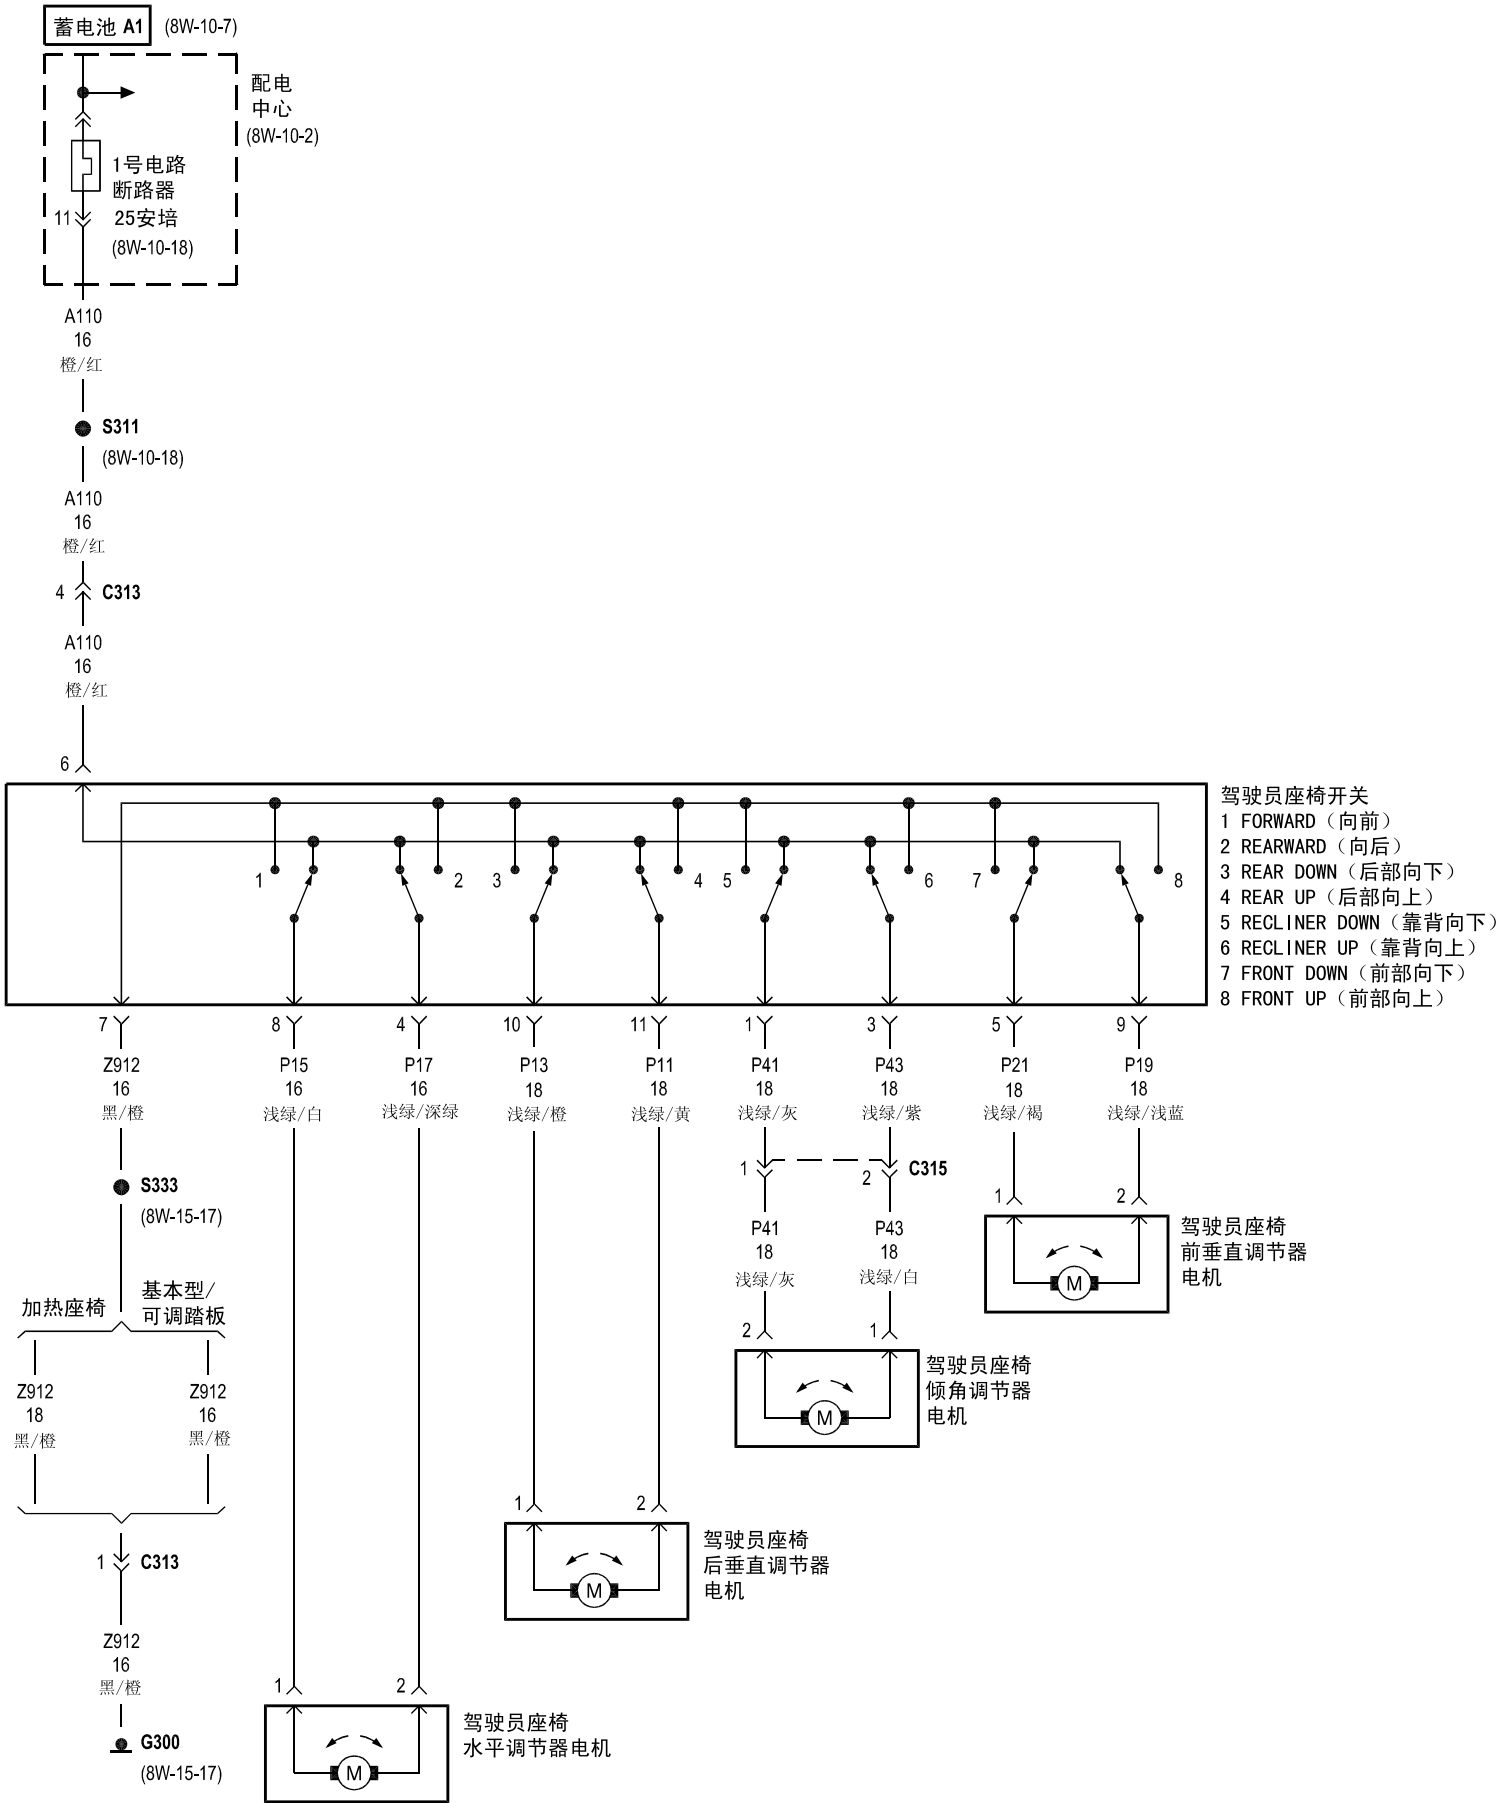 蓄电池 A1 (8W-10-7)
配电
中心
(8W-10-2)
1号电路
断路器
11 25安培
(8W-10-18)
A110
16
橙/红
S311
(8W-10-18)
A110
16
橙/红
4 C313
A110
16
橙/红
6
驾驶员座椅开关
1 FORWARD（向前）
2 REARWARD（向后）
3 REAR DOWN（后部向下）
4 REAR UP（后部向上）
5 RECLINER DOWN（靠背向下）
6 RECLINER UP（靠背向上）
7 FRONT DOWN（前部向下）
8 FRONT UP（前部向上）
1 2 3 4 5 6 7 8
7 8 4 10 11 1 3 5 9
Z912 P15 P17 P13 P11 P41 P43 P21 P19
16 16 16 18 18 18 18 18 18
黑/橙 浅绿/白 浅绿/深绿 浅绿/橙 浅绿/黄 浅绿/灰 浅绿/紫 浅绿/褐 浅绿/浅蓝
1 2 C315
S333
(8W-15-17)
1 2
P41 P43
18 18
浅绿/灰 浅绿/白
驾驶员座椅
前垂直调节器
电机
M
加热座椅
基本型/
可调踏板
2 1
驾驶员座椅
倾角调节器
电机
M
Z912 Z912
18 16
黑/橙 黑/橙
1 2
驾驶员座椅
后垂直调节器
电机
M
1 C313
Z912
16
黑/橙
G300
(8W-15-17)
1 2
驾驶员座椅
水平调节器电机
M